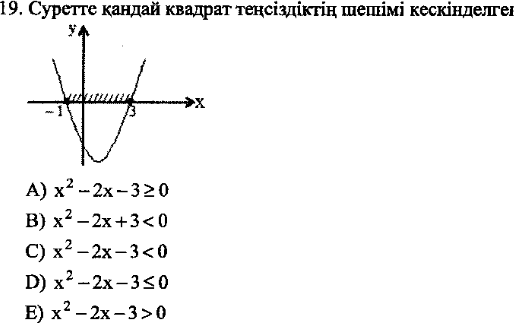 19. Суретте қандай квадрат теңсіздіктің шешімі кескінделген
y
-1 3 x
A) x² – 2x – 3 ≥ 0
B) x² – 2x + 3 < 0
C) x² – 2x – 3 < 0
D) x² – 2x – 3 ≤ 0
E) x² – 2x – 3 > 0